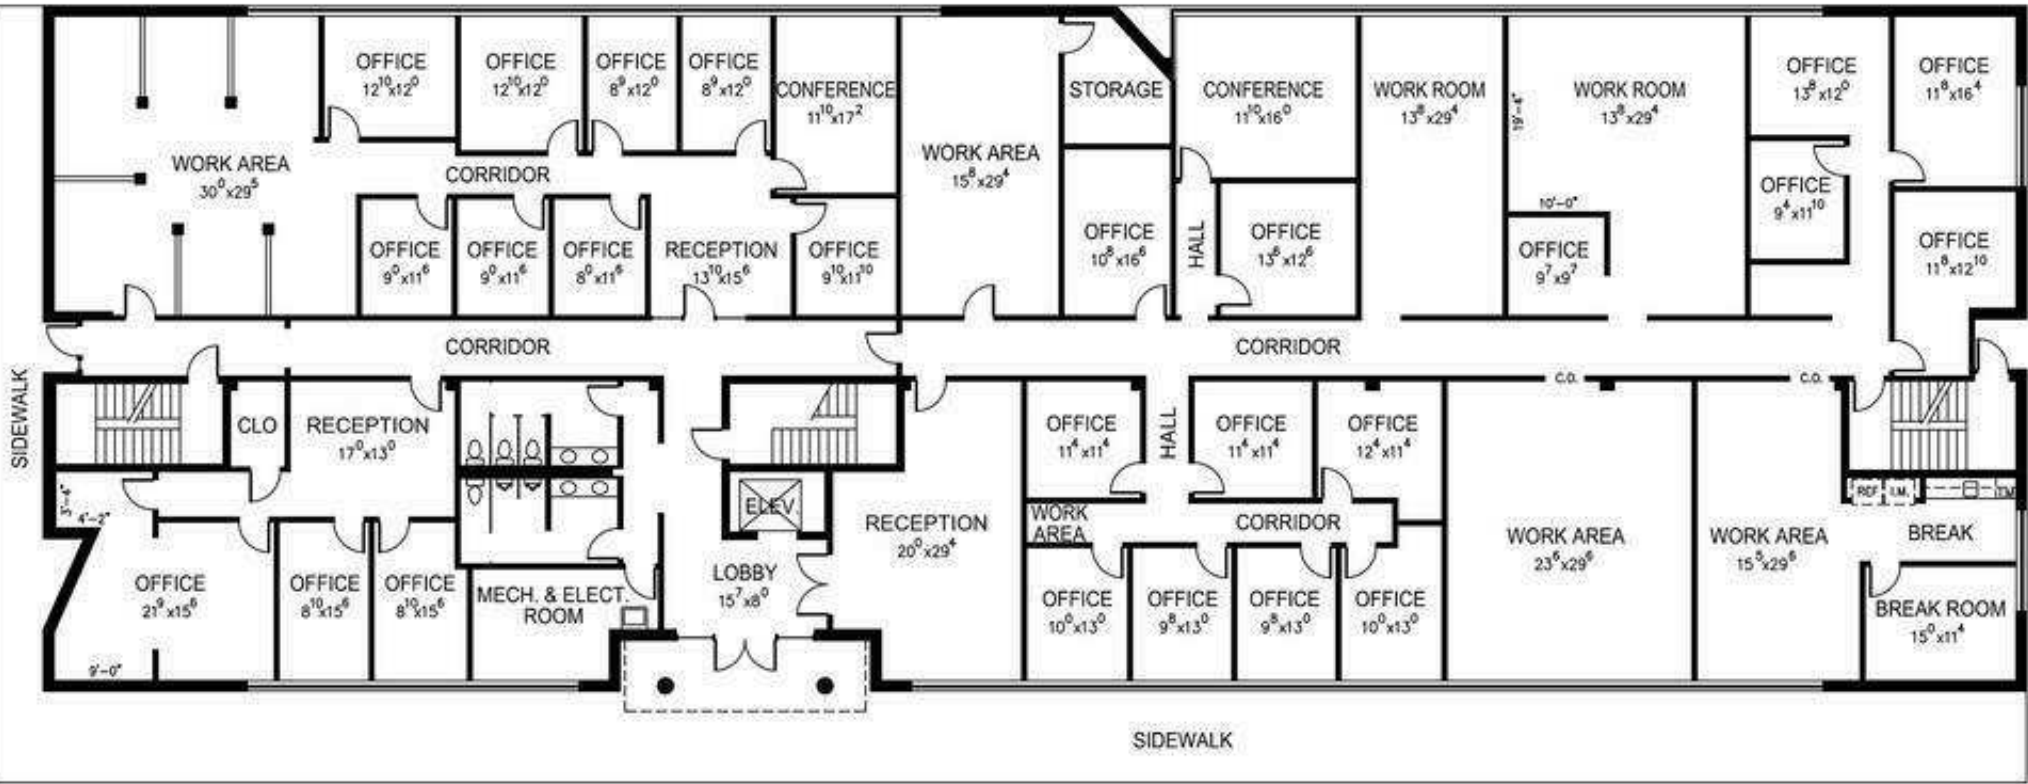 OFFICE
12¹⁰x12⁰
OFFICE
12¹⁰x12⁰
OFFICE
8⁹x12⁰
OFFICE
8⁹x12⁰
CONFERENCE
11¹⁰x17²
WORK AREA
30⁰x29⁵
CORRIDOR
OFFICE
9⁰x11⁶
OFFICE
9⁰x11⁶
OFFICE
8⁰x11⁶
RECEPTION
13¹⁰x15⁶
OFFICE
9¹⁰x11¹⁰
WORK AREA
15⁸x29⁴
STORAGE
OFFICE
10⁸x16⁶
CONFERENCE
11¹⁰x16⁰
HALL
OFFICE
13⁸x12⁶
WORK ROOM
13⁸x29⁴
19'-4"
WORK ROOM
13⁸x29⁴
10'-0"
OFFICE
9⁷x9⁷
OFFICE
13⁸x12⁰
OFFICE
11⁸x16⁴
OFFICE
9⁴x11¹⁰
OFFICE
11⁸x12¹⁰
CORRIDOR
CORRIDOR
C.O.
C.O.
SIDEWALK
CLO
RECEPTION
17⁰x13⁰
3'-4"
4'-2"
OFFICE
21⁹x15⁶
9'-0"
OFFICE
8¹⁰x15⁶
OFFICE
8¹⁰x15⁶
MECH. & ELECT.
ROOM
ELEV.
LOBBY
15⁷x8⁰
RECEPTION
20⁰x29⁴
OFFICE
11⁴x11⁴
HALL
OFFICE
11⁴x11⁴
OFFICE
12⁴x11⁴
WORK
AREA
CORRIDOR
OFFICE
10⁰x13⁰
OFFICE
9⁸x13⁰
OFFICE
9⁸x13⁰
OFFICE
10⁰x13⁰
WORK AREA
23⁶x29⁶
WORK AREA
15⁵x29⁶
REF
I.M.
BREAK
BREAK ROOM
15⁰x11⁴
SIDEWALK